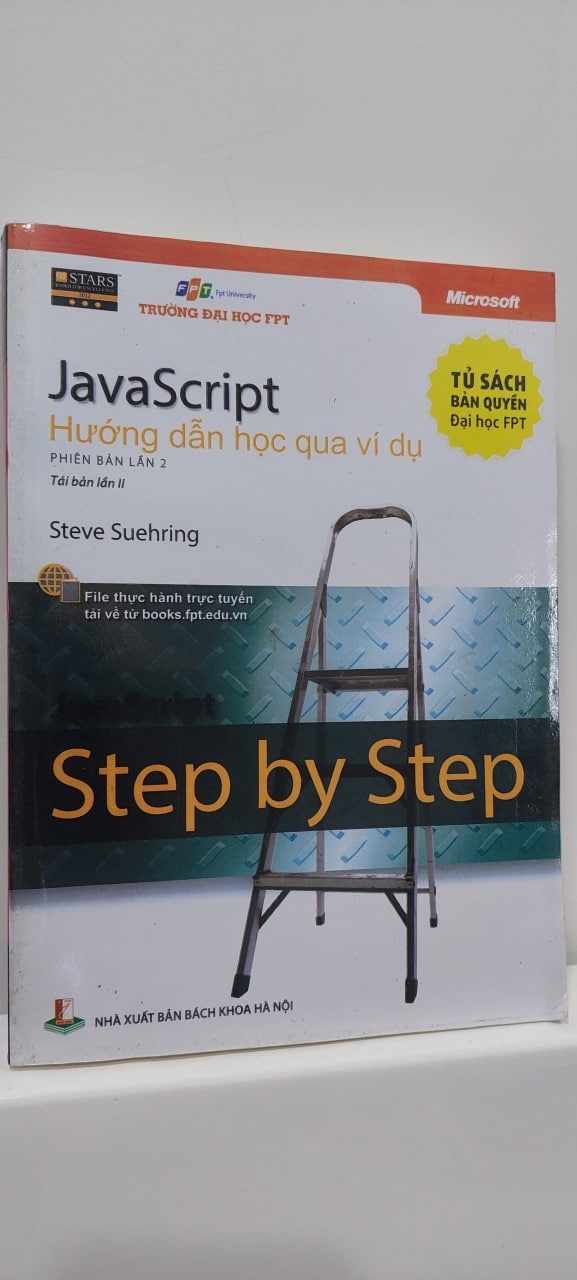 STARS
2012
FPT Fpt University
TRƯỜNG ĐẠI HỌC FPT
Microsoft
TỦ SÁCH
BẢN QUYỀN
Đại học FPT
JavaScript
Hướng dẫn học qua ví dụ
PHIÊN BẢN LẦN 2
Tái bản lần II
Steve Suehring
File thực hành trực tuyến
tải về từ books.fpt.edu.vn
JavaScript
Step by Step
NHÀ XUẤT BẢN BÁCH KHOA HÀ NỘI